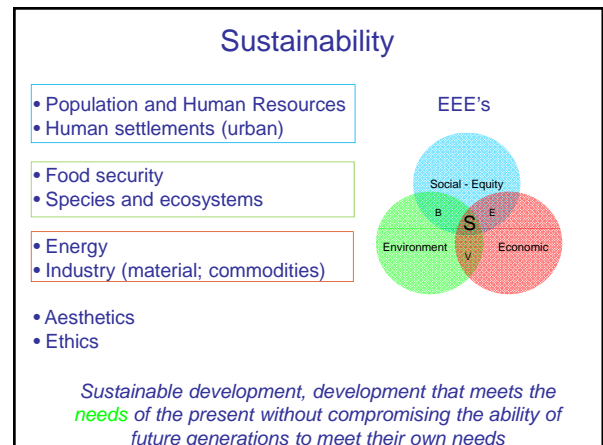 Sustainability
• Population and Human Resources
• Human settlements (urban)
• Food security
• Species and ecosystems
• Energy
• Industry (material; commodities)
• Aesthetics
• Ethics
EEE's
Social - Equity
B
E
S
Environment
Economic
V
Sustainable development, development that meets the
needs of the present without compromising the ability of
future generations to meet their own needs